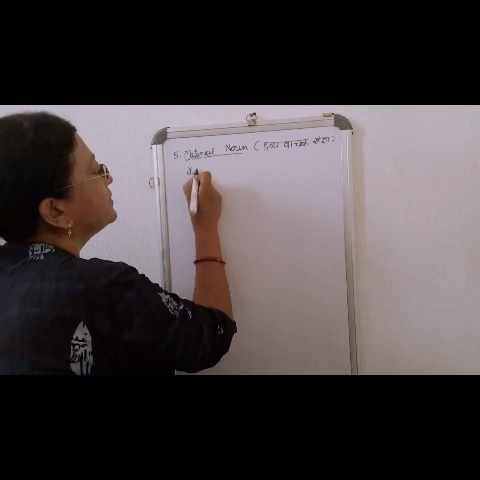 5. Material Noun ( द्रव्य वाचक संज्ञा )